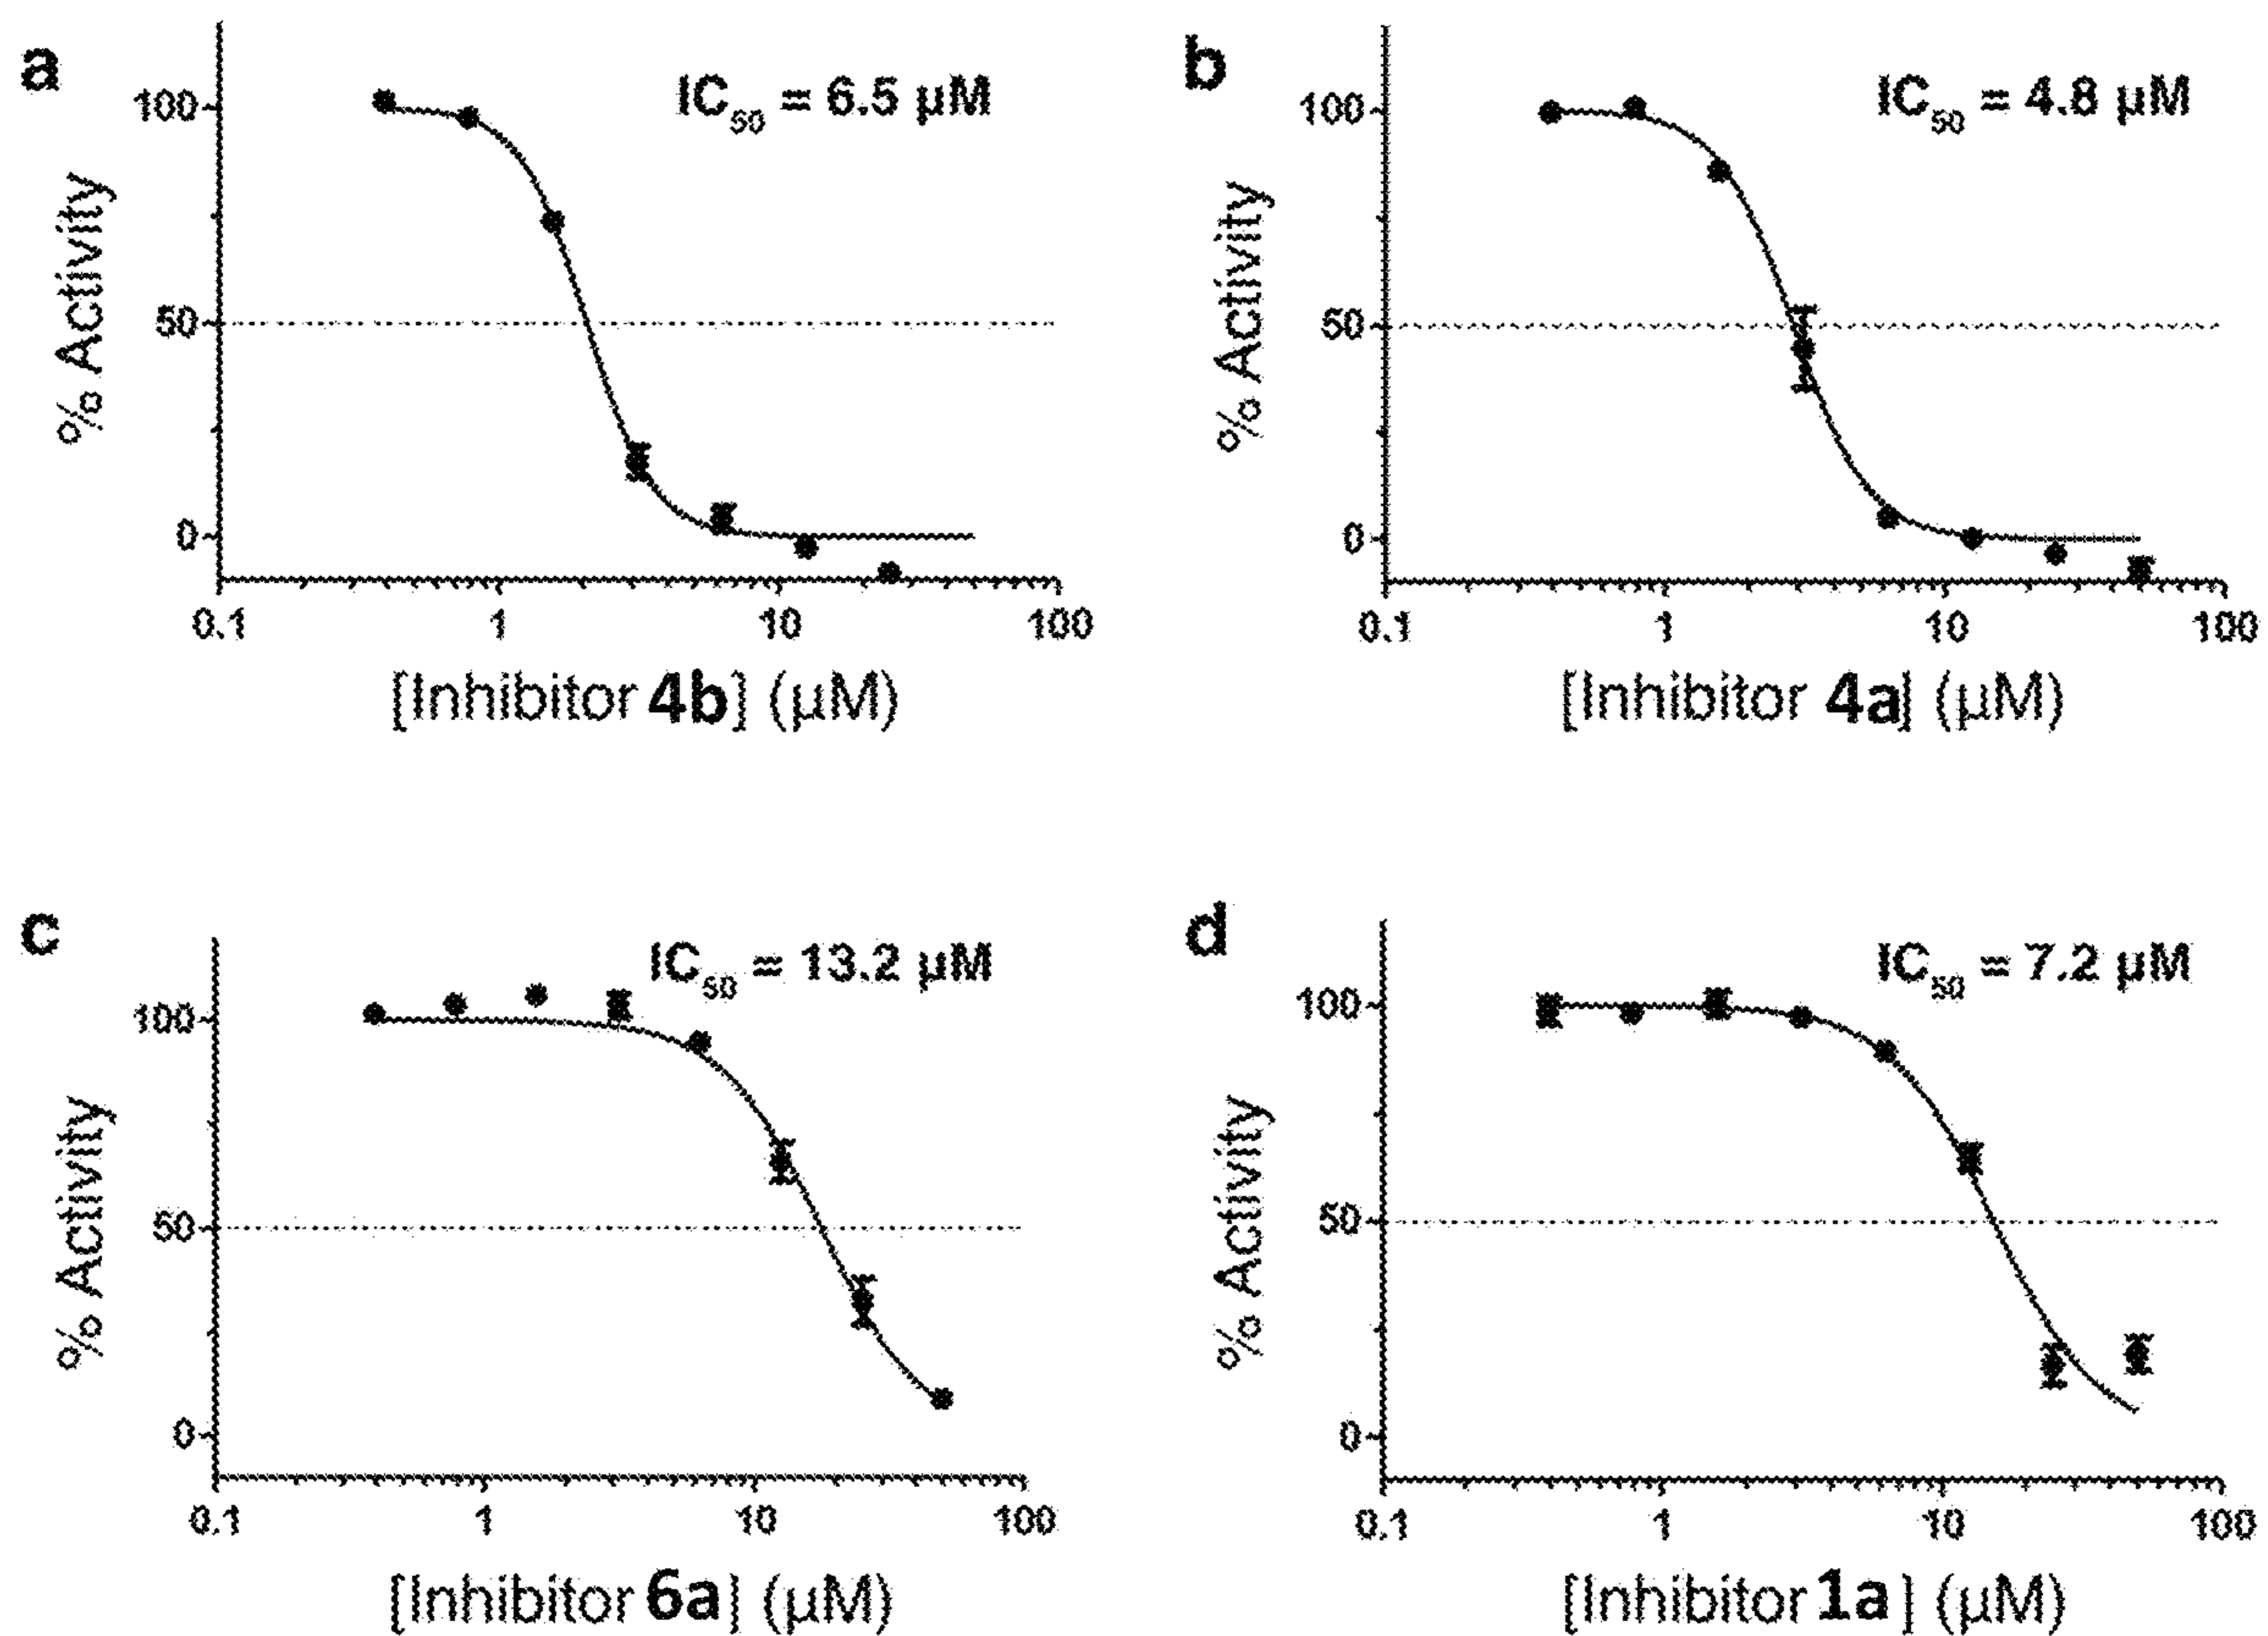 a
IC50 = 6.5 µM
% Activity
100
50
0
0.1 1 10 100
[Inhibitor 4b] (µM)
b
IC50 = 4.8 µM
% Activity
100
50
0
0.1 1 10 100
[Inhibitor 4a] (µM)
c
IC50 = 13.2 µM
% Activity
100
50
0
0.1 1 10 100
[Inhibitor 6a] (µM)
d
IC50 = 7.2 µM
% Activity
100
50
0
0.1 1 10 100
[Inhibitor 1a] (µM)